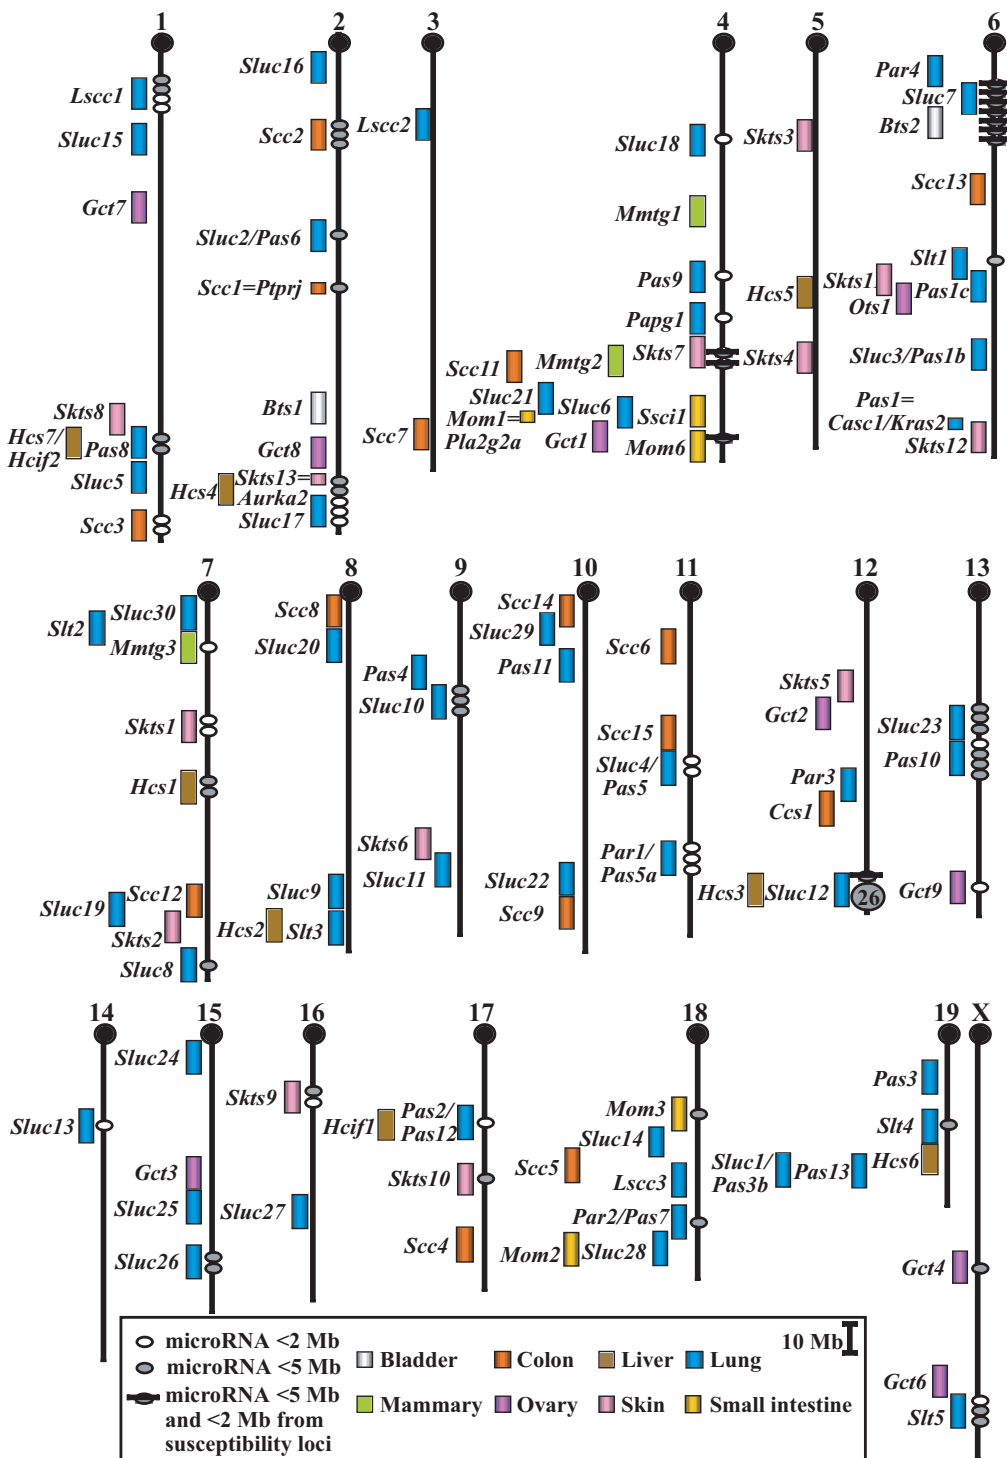 1 2 3 4 5 6
Lscc1
Sluc15
Gct7
Skts8
Hcs7/
Hcif2
Pas8
Sluc5
Scc3
Sluc16
Scc2
Sluc2/Pas6
Scc1=Ptprj
Bts1
Gct8
Skts13=
Aurka2
Hcs4
Sluc17
Lscc2
Scc7
Sluc18
Mmtg1
Pas9
Papg1
Skts7
Scc11
Mmtg2
Sluc21
Mom1=
Pla2g2a
Sluc6
Gct1
Ssci1
Mom6
Skts3
Hcs5
Skts4
Par4
Sluc7
Bts2
Scc13
Slt1
Skts11
Ots1
Pas1c
Sluc3/Pas1b
Pas1=
Casc1/Kras2
Skts12
7 8 9 10 11 12 13
Slt2
Sluc30
Mmtg3
Skts1
Hcs1
Scc12
Sluc19
Skts2
Sluc8
Scc8
Sluc20
Sluc9
Hcs2
Slt3
Pas4
Sluc10
Skts6
Sluc11
Scc14
Sluc29
Pas11
Sluc22
Scc9
Scc6
Scc15
Sluc4/
Pas5
Par1/
Pas5a
Skts5
Gct2
Par3
Ccs1
Hcs3
Sluc12
26
Sluc23
Pas10
Gct9
14 15 16 17 18 19 X
Sluc13
Sluc24
Gct3
Sluc25
Sluc26
Skts9
Sluc27
Hcif1
Pas2/
Pas12
Skts10
Scc4
Mom3
Sluc14
Scc5
Lscc3
Par2/Pas7
Mom2
Sluc28
Pas3
Slt4
Hcs6
Sluc1/
Pas3b
Pas13
Gct4
Gct6
Slt5
microRNA <2 Mb
microRNA <5 Mb
microRNA <5 Mb
and <2 Mb from
susceptibility loci
10 Mb
Bladder Colon Liver Lung
Mammary Ovary Skin Small intestine